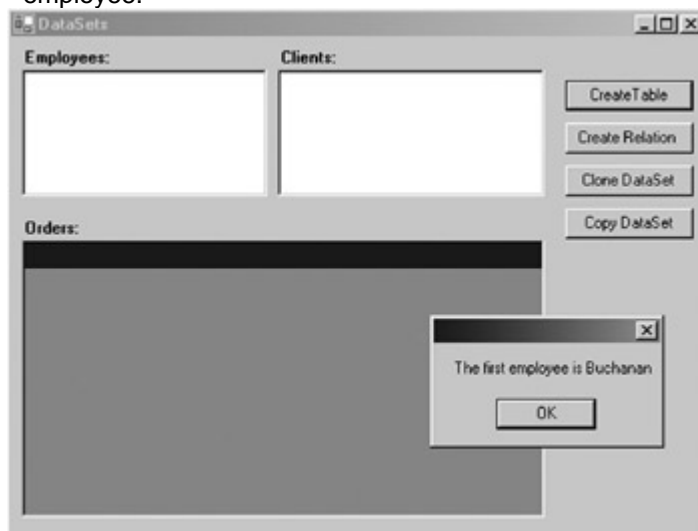 employee.
DataSets
Employees:
Clients:
CreateTable
Create Relation
Clone DataSet
Copy DataSet
Orders:
The first employee is Buchanan
OK